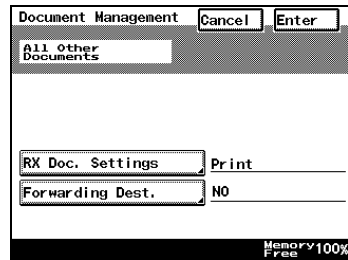 Document Management Cancel Enter
All Other
Documents
RX Doc. Settings Print
Forwarding Dest. NO
Memory
Free 100%